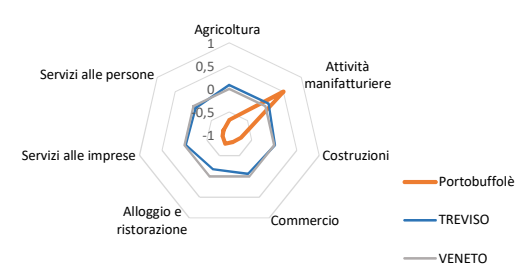 Agricoltura
1
0,5
0
-0,5
-1
Attività
manifatturiere
Costruzioni
Commercio
Alloggio e
ristorazione
Servizi alle imprese
Servizi alle persone
Portobuffolè
TREVISO
VENETO